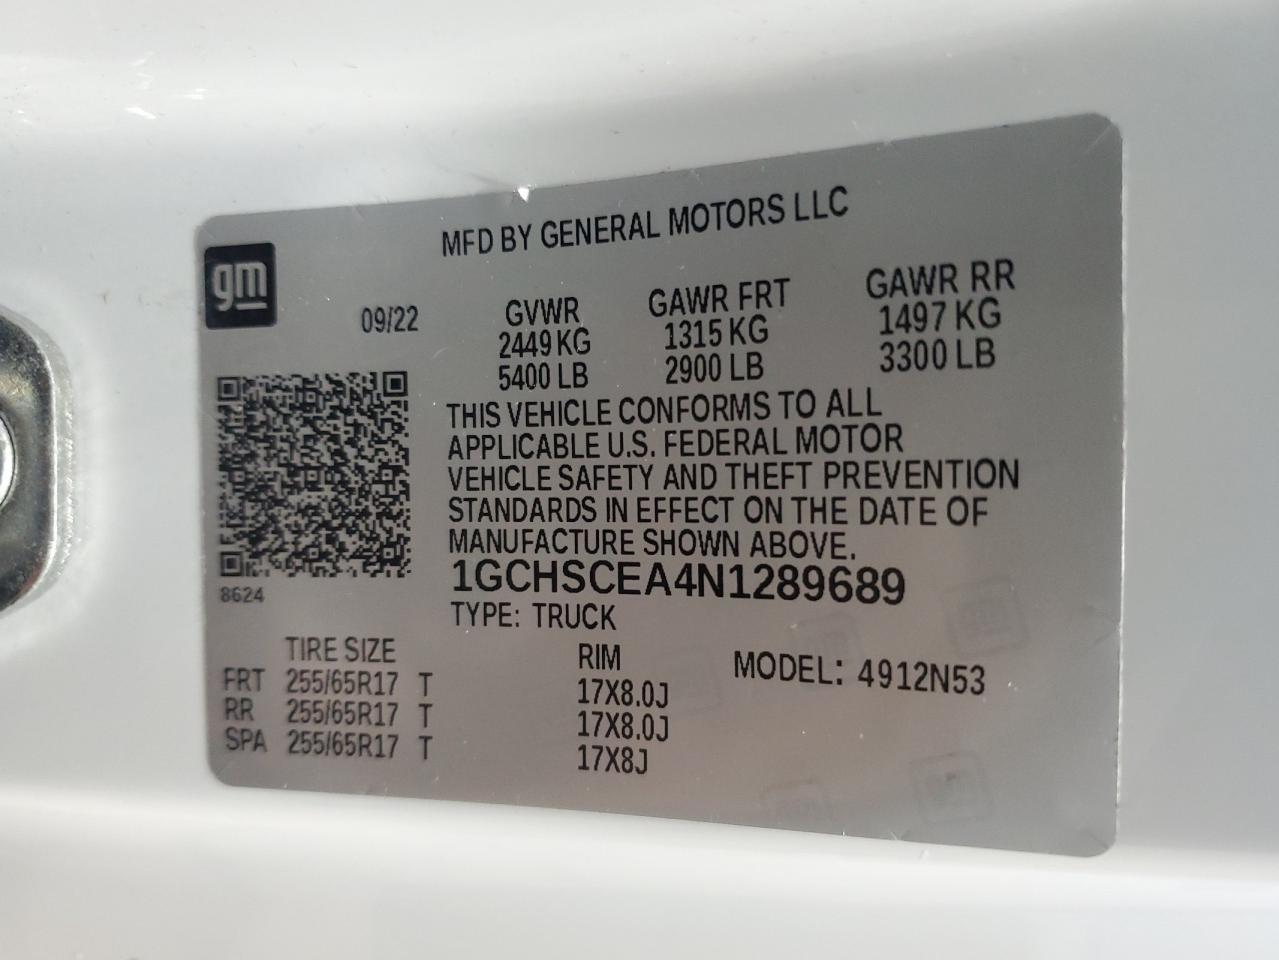 MFD BY GENERAL MOTORS LLC
gm
09/22
GVWR GAWR FRT GAWR RR
2449 KG 1315 KG 1497 KG
5400 LB 2900 LB 3300 LB
THIS VEHICLE CONFORMS TO ALL
APPLICABLE U.S. FEDERAL MOTOR
VEHICLE SAFETY AND THEFT PREVENTION
STANDARDS IN EFFECT ON THE DATE OF
MANUFACTURE SHOWN ABOVE.
8624
1GCHSCEA4N1289689
TYPE: TRUCK
TIRE SIZE RIM MODEL: 4912N53
FRT 255/65R17 T 17X8.0J
RR 255/65R17 T 17X8.0J
SPA 255/65R17 T 17X8J